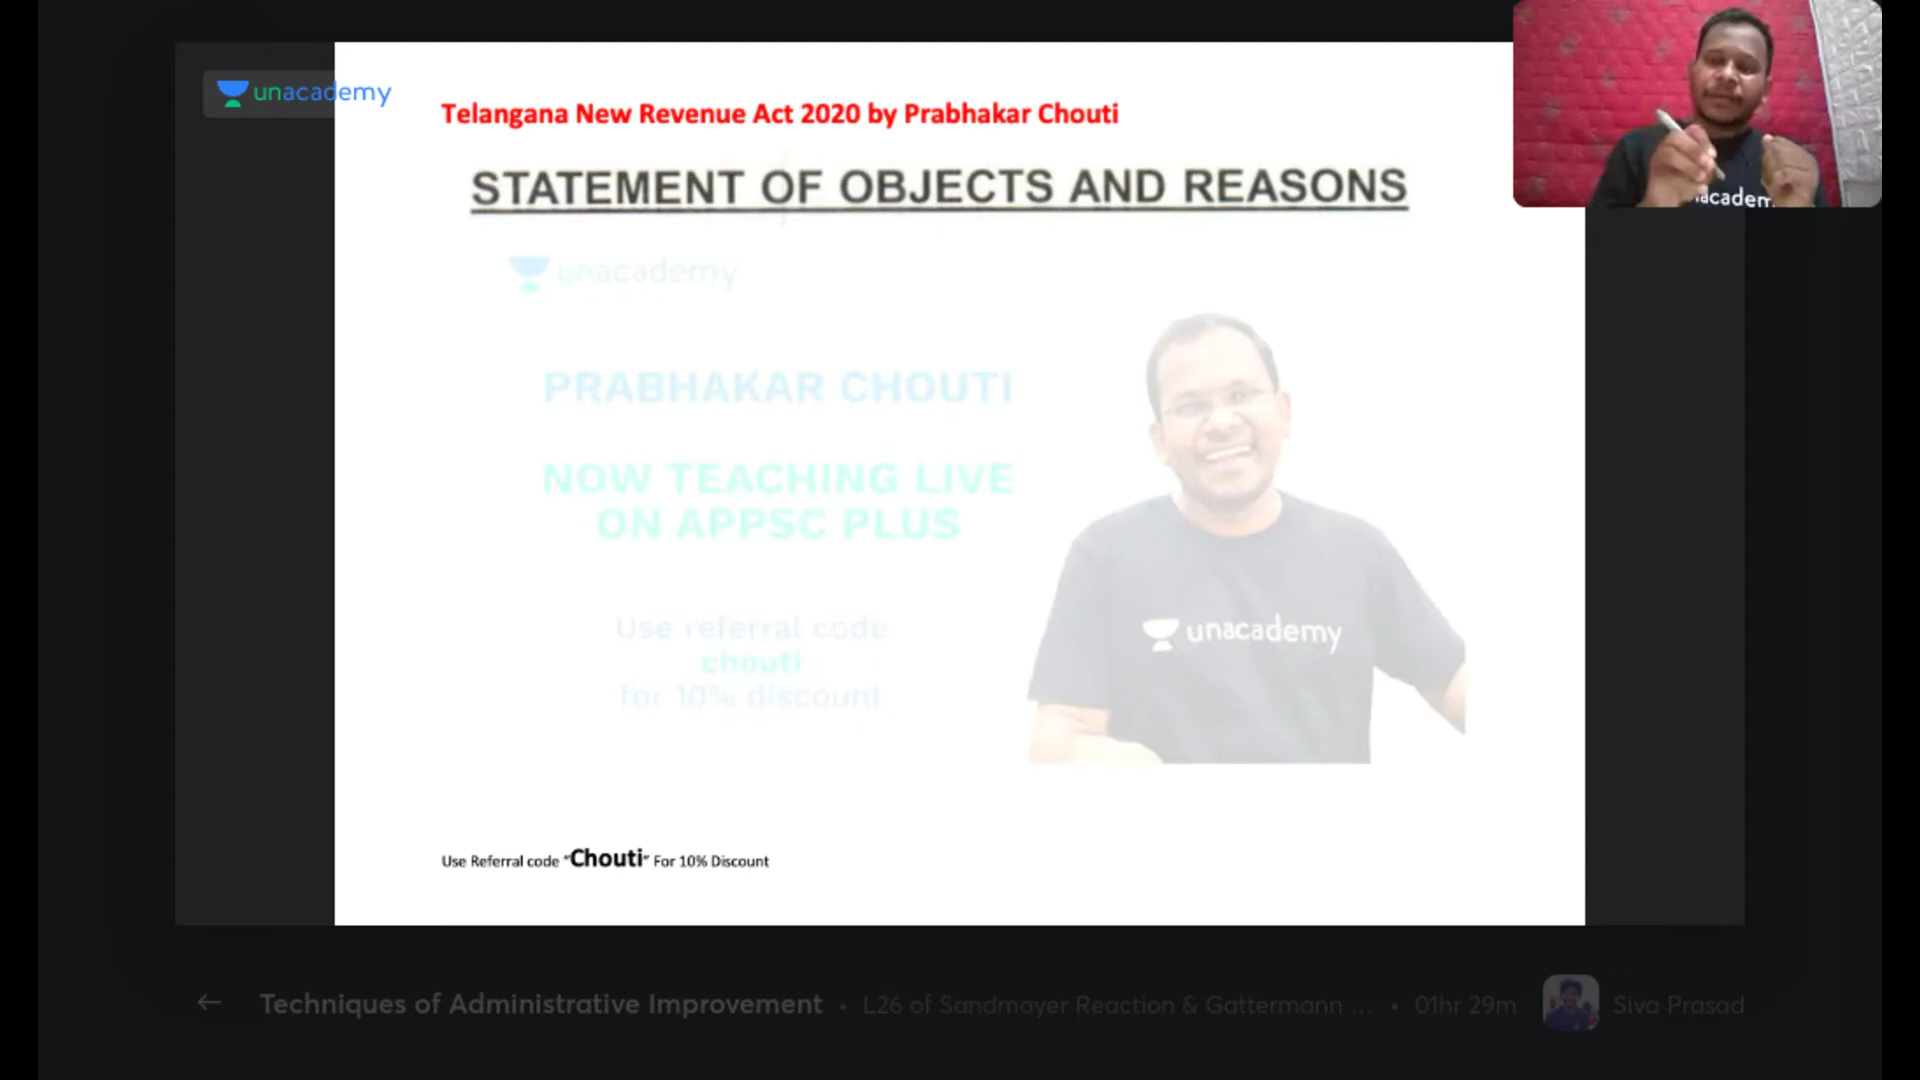 unacademy
Telangana New Revenue Act 2020 by Prabhakar Chouti
STATEMENT OF OBJECTS AND REASONS
unacademy
PRABHAKAR CHOUTI
NOW TEACHING LIVE
ON APPSC PLUS
Use referral code
chouti
for 10% discount
unacademy
Use Referral code "Chouti" For 10% Discount
Techniques of Administrative Improvement • L26 of Sandmayer Reaction & Gattermann ... • 01hr 29m Siva Prasad